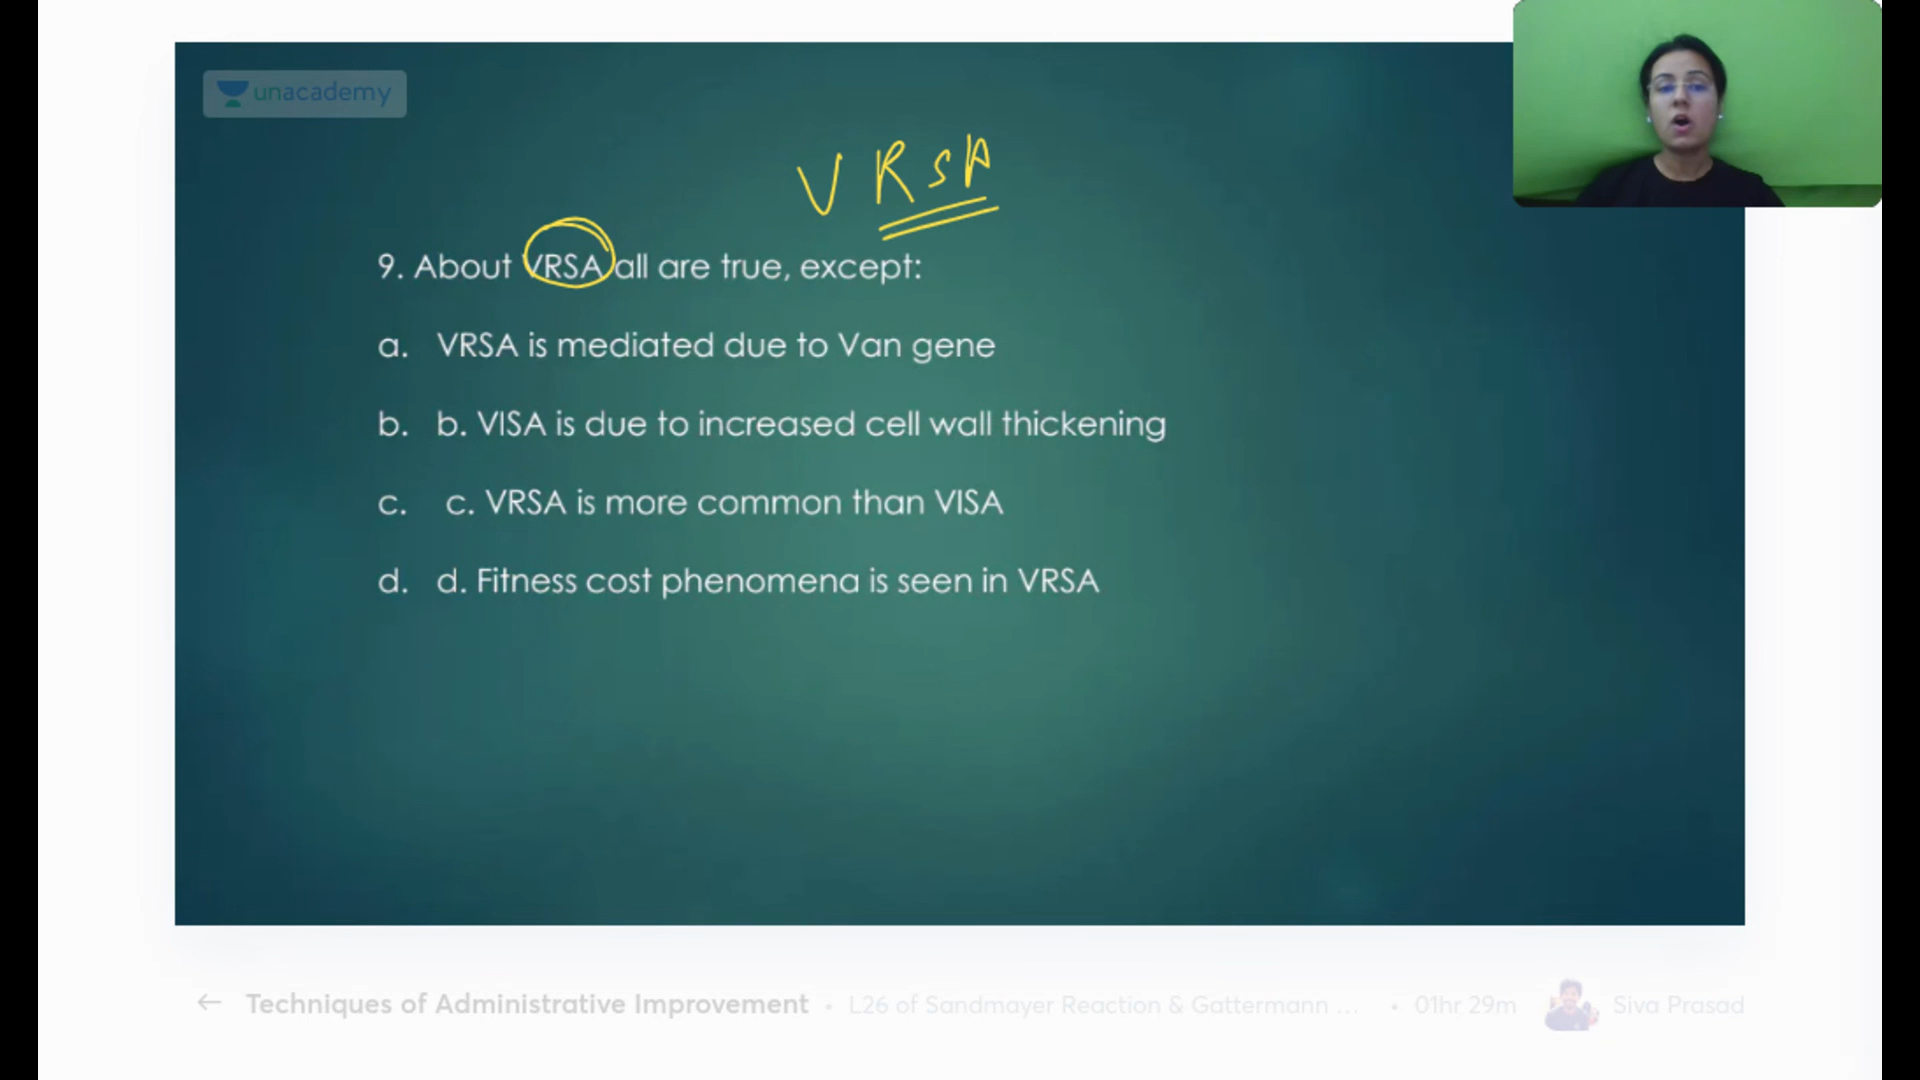 unacademy
VRSA
9. About VRSA all are true, except:
a. VRSA is mediated due to Van gene
b. b. VISA is due to increased cell wall thickening
c. c. VRSA is more common than VISA
d. d. Fitness cost phenomena is seen in VRSA
← Techniques of Administrative Improvement • L26 of Sandmayer Reaction & Gattermann ... • 01hr 29m Siva Prasad